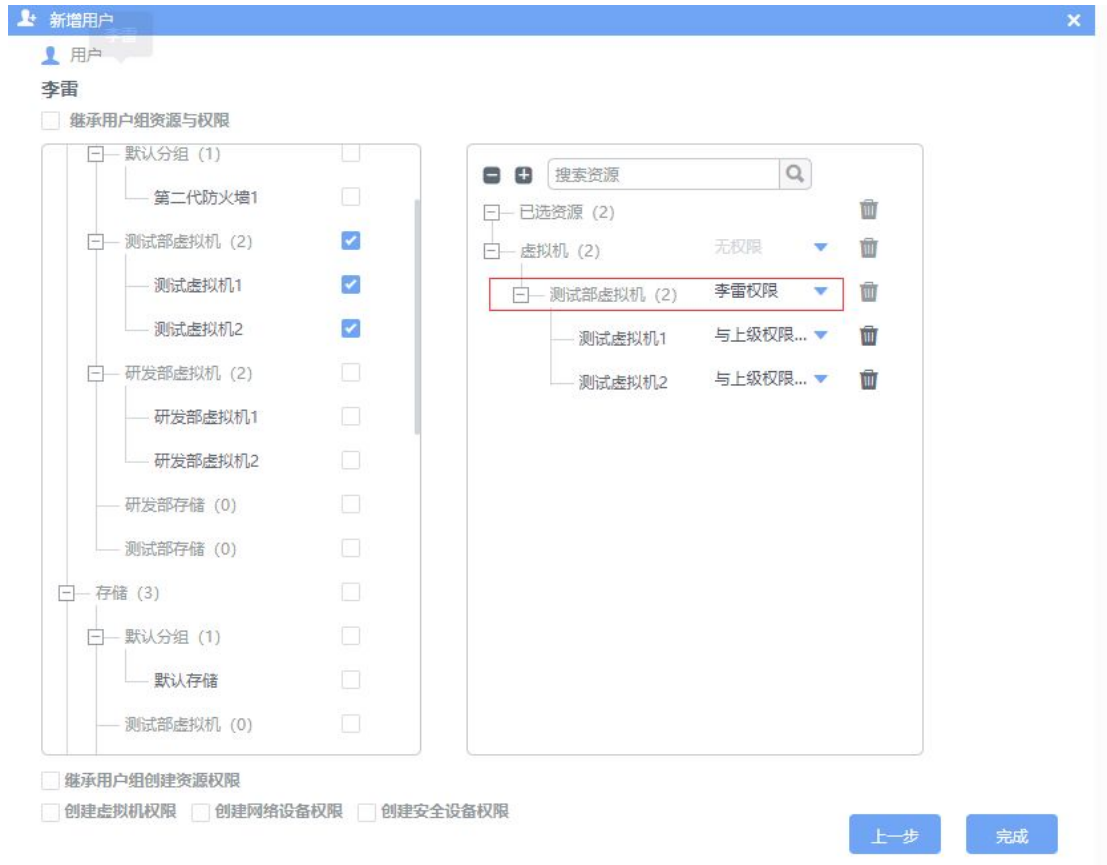 新增用户
李雷
用户
李雷
继承用户组资源与权限
默认分组 (1)
第二代防火墙1
测试部虚拟机 (2)
测试虚拟机1
测试虚拟机2
研发部虚拟机 (2)
研发部虚拟机1
研发部虚拟机2
研发部存储 (0)
测试部存储 (0)
存储 (3)
默认分组 (1)
默认存储
测试部虚拟机 (0)
搜索资源
已选资源 (2)
虚拟机 (2) 无权限
测试部虚拟机 (2) 李雷权限
测试虚拟机1 与上级权限...
测试虚拟机2 与上级权限...
继承用户组创建资源权限
创建虚拟机权限 创建网络设备权限 创建安全设备权限
上一步 完成